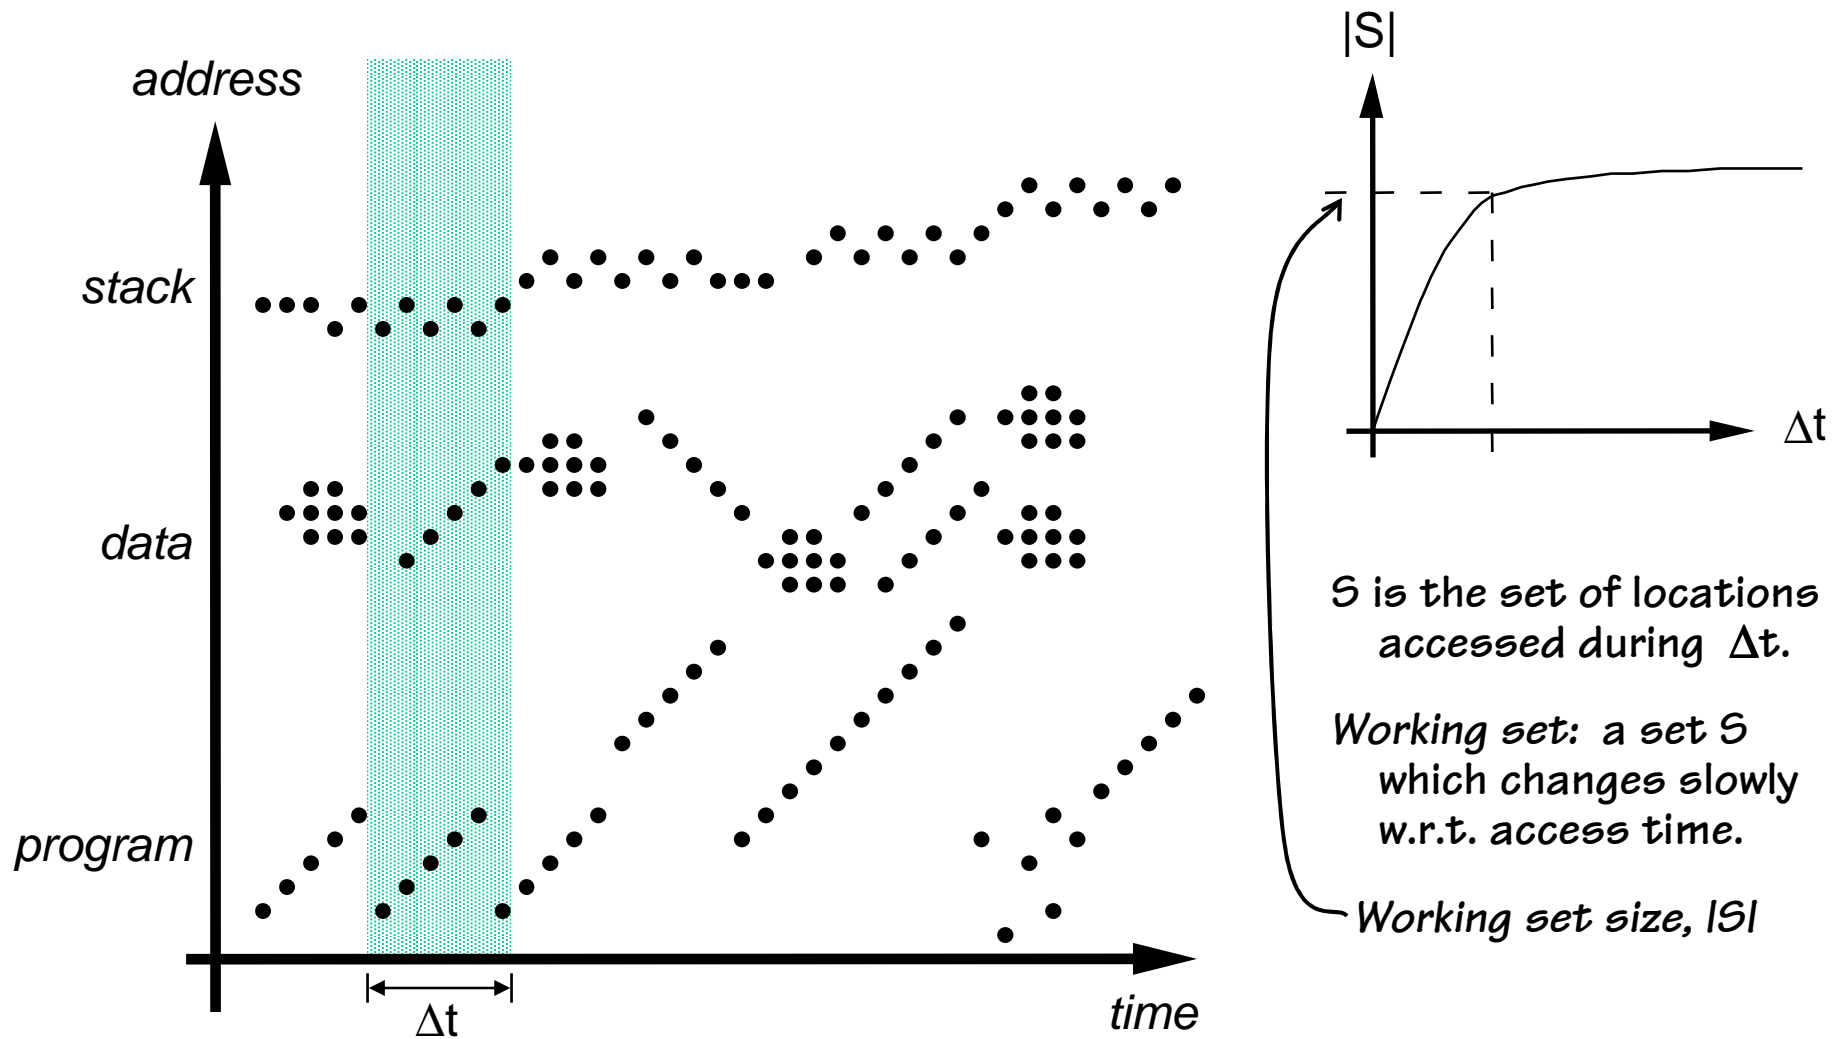 address
stack
data
program
Δt
time
|S|
Δt
S is the set of locations
accessed during Δt.
Working set: a set S
which changes slowly
w.r.t. access time.
Working set size, |S|